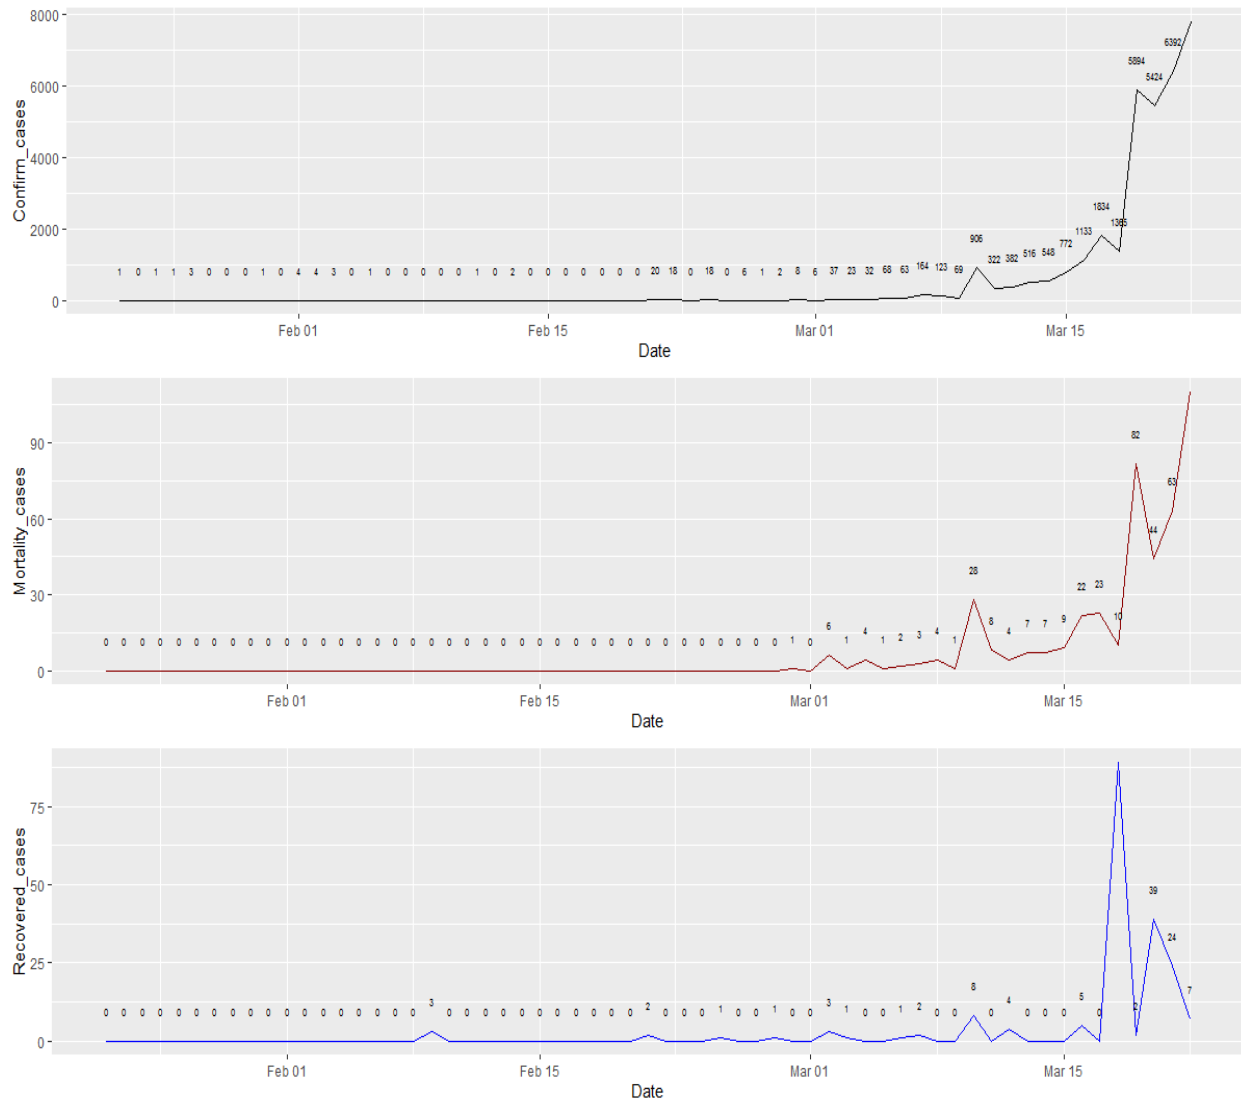 8000
6000
4000
2000
0
Confirm_cases
6392
5894
5424
1834
1365
1133
906
772
1 0 1 1 3 0 0 0 1 0 4 4 3 0 1 0 0 0 0 0 1 0 2 0 0 0 0 0 0 0 20 18 0 18 0 6 1 2 8 6 37 23 32 68 63 164 123 69 322 382 516 548
Feb 01 Feb 15 Mar 01 Mar 15
Date
90
60
30
0
Mortality_cases
82
63
44
28
22 23
10
0 0 0 0 0 0 0 0 0 0 0 0 0 0 0 0 0 0 0 0 0 0 0 0 0 0 0 0 0 0 0 0 0 0 0 0 0 0 1 0 6 1 4 1 2 3 4 1 8 4 7 7 9
Feb 01 Feb 15 Mar 01 Mar 15
Date
75
50
25
0
Recovered_cases
39
24
8
7
0 0 0 0 0 0 0 0 0 0 0 0 0 0 0 0 0 0 3 0 0 0 0 0 0 0 0 0 0 0 2 0 0 0 1 0 0 1 0 0 3 1 0 0 1 2 0 0 0 4 0 0 0 5 0 2
Feb 01 Feb 15 Mar 01 Mar 15
Date